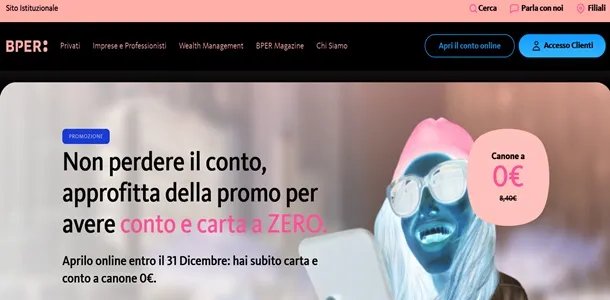 Sito Istituzionale
Cerca
Parla con noi
Filiali
BPER:
Privati
Imprese e Professionisti
Wealth Management
BPER Magazine
Chi Siamo
Apri il conto online
Accesso Clienti
PROMOZIONE
Non perdere il conto,
approfitta della promo per
avere conto e carta a ZERO.
Aprilo online entro il 31 Dicembre: hai subito carta e
conto a canone 0€.
Canone a
0€
8,40€